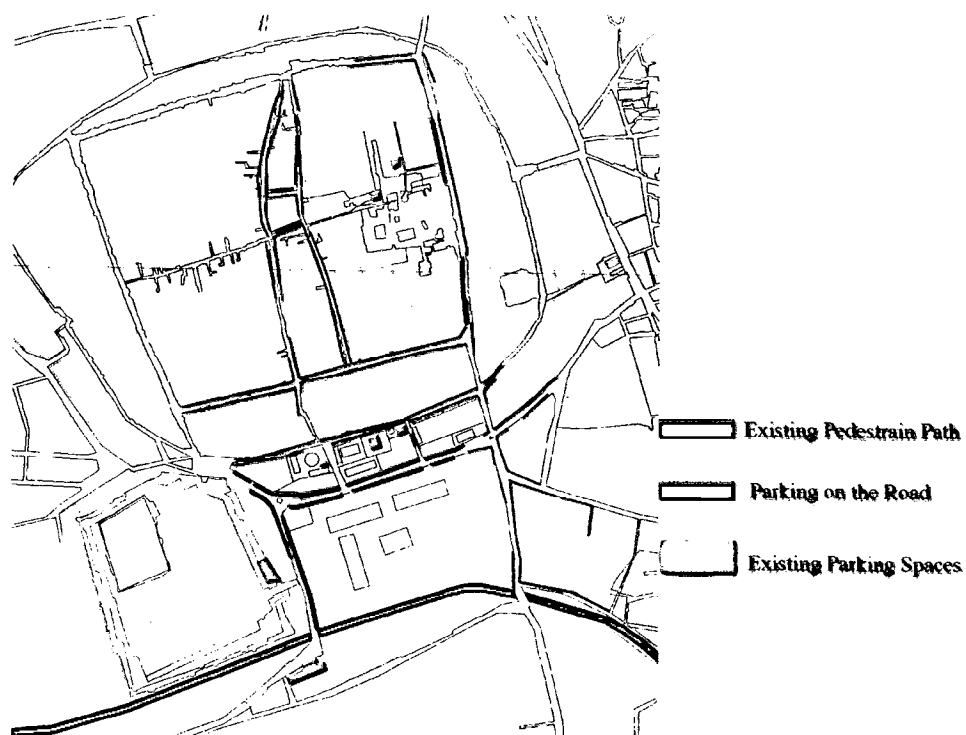 Existing Pedestrain Path
Parking on the Road
Existing Parking Spaces